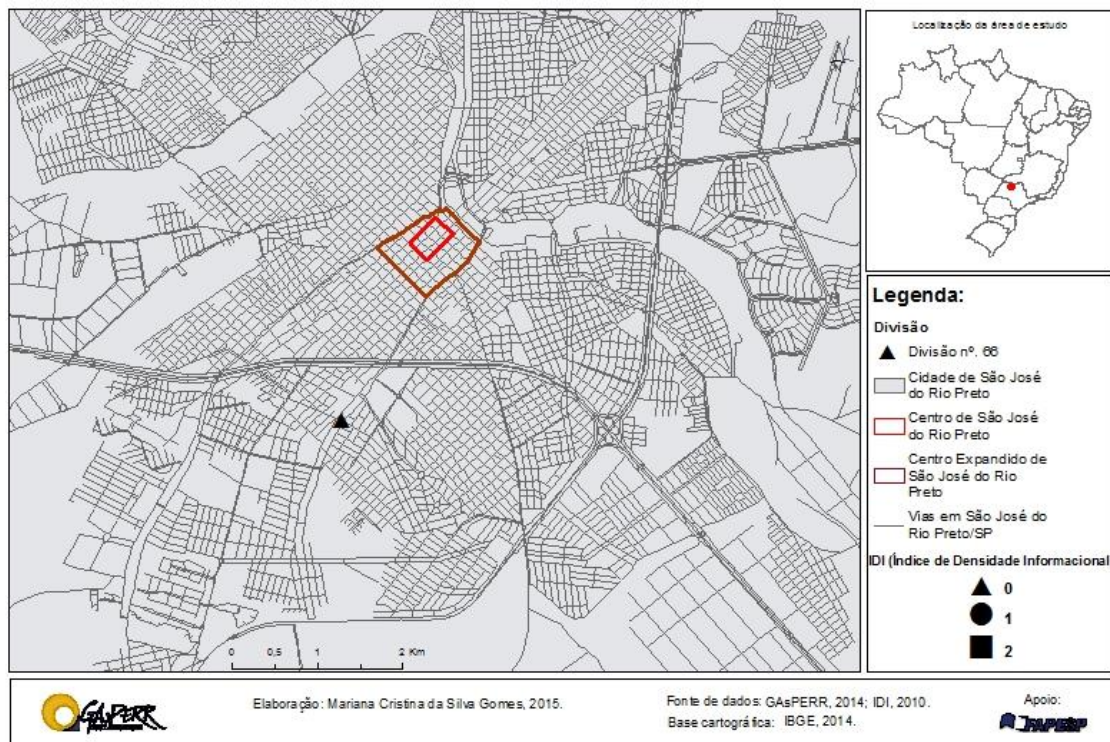 Localização da área de estudo
Legenda:
Divisão
Divisão nº. 66
Cidade de São José
do Rio Preto
Centro de São José
do Rio Preto
Centro Expandido de
São José do Rio
Preto
Vias em São José do
Rio Preto/SP
IDI (Índice de Densidade Informacional
0
1
2
0 0,5 1 2 Km
GAsPERR
Elaboração: Mariana Cristina da Silva Gomes, 2015.
Fonte de dados: GAsPERR, 2014; IDI, 2010.
Base cartográfica: IBGE, 2014.
Apoio:
FAPESP